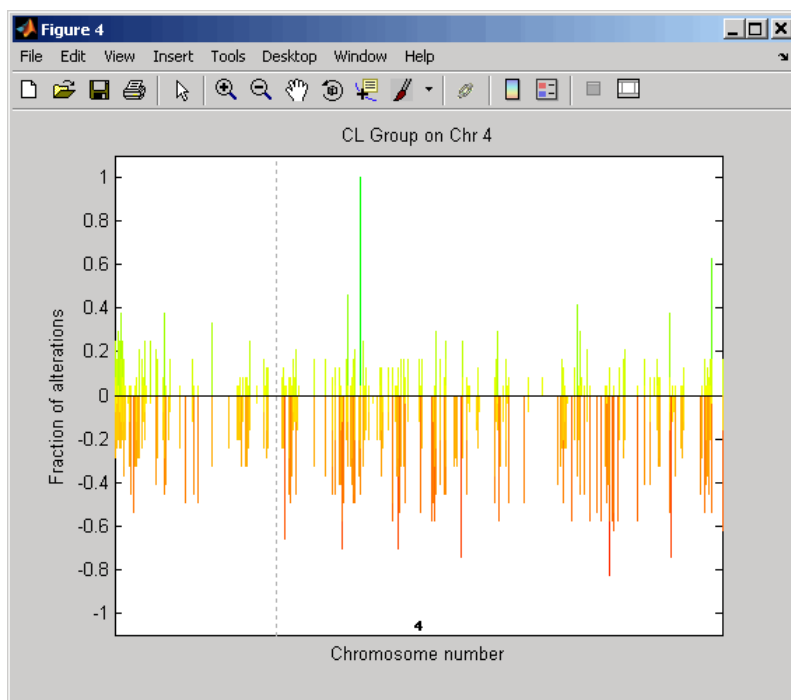 Figure 4
File Edit View Insert Tools Desktop Window Help
CL Group on Chr 4
1
0.8
0.6
0.4
0.2
0
-0.2
-0.4
-0.6
-0.8
-1
Fraction of alterations
4
Chromosome number